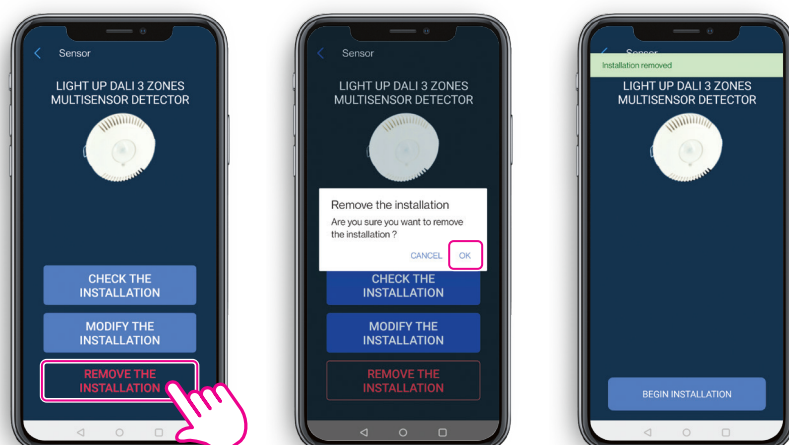 Sensor
LIGHT UP DALI 3 ZONES
MULTISENSOR DETECTOR
CHECK THE
INSTALLATION
MODIFY THE
INSTALLATION
REMOVE THE
INSTALLATION
Sensor
LIGHT UP DALI 3 ZONES
MULTISENSOR DETECTOR
Remove the installation
Are you sure you want to remove
the installation ?
CANCEL OK
CHECK THE
INSTALLATION
MODIFY THE
INSTALLATION
REMOVE THE
INSTALLATION
Sensor
Installation removed
LIGHT UP DALI 3 ZONES
MULTISENSOR DETECTOR
BEGIN INSTALLATION